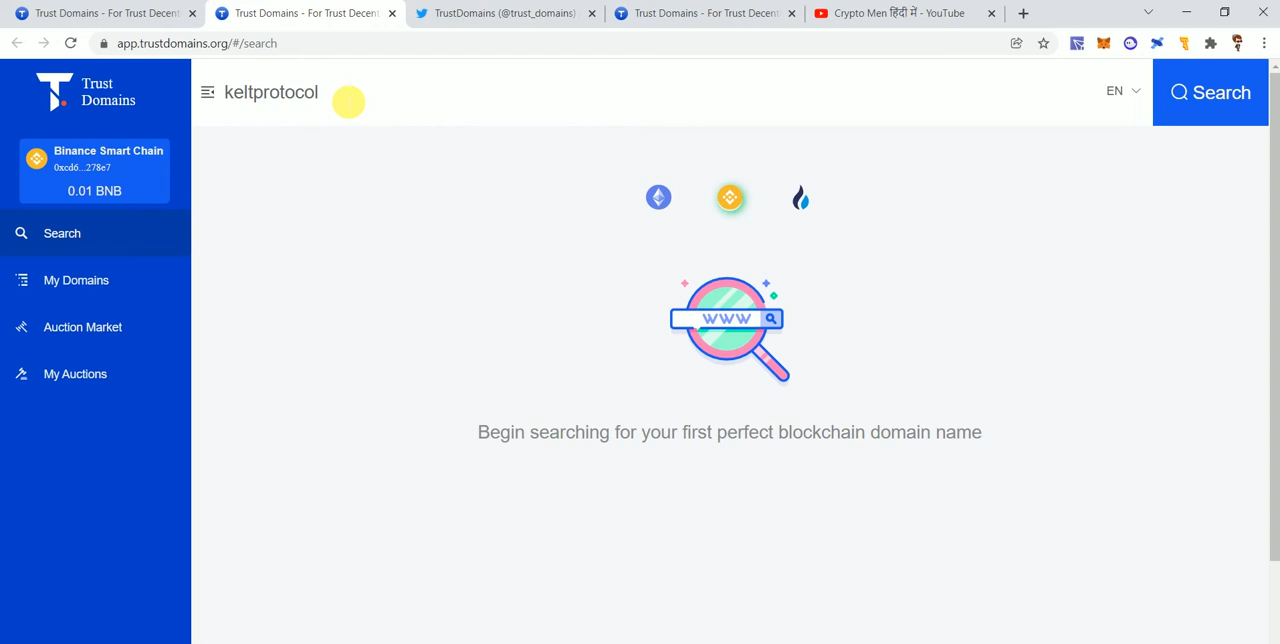 Trust Domains - For Trust Decent
Trust Domains - For Trust Decent
TrustDomains (@trust_domains)
Trust Domains - For Trust Decent
Crypto Men हिंदी में - YouTube
app.trustdomains.org/#/search
Trust
Domains
keltprotocol
EN
Search
Binance Smart Chain
0xcd6...278e7
0.01 BNB
Search
My Domains
Auction Market
My Auctions
WWW
Begin searching for your first perfect blockchain domain name